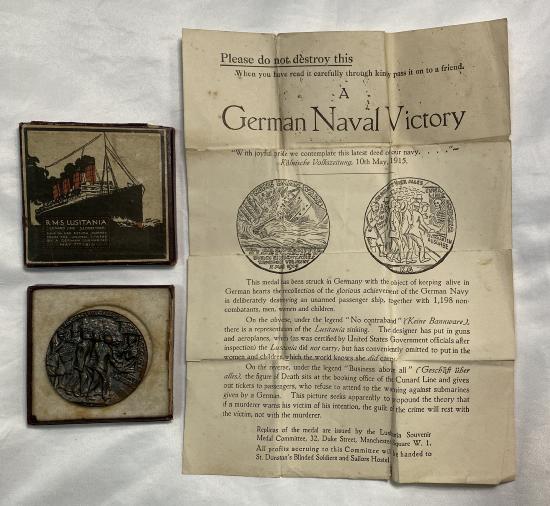 Please do not destroy this
When you have read it carefully through kindly pass it on to a friend.
A
German Naval Victory
"With joyful pride we contemplate this latest deed of our navy. . . . ."—
Kölnische Volkszeitung, 10th May, 1915.
This medal has been struck in Germany with the object of keeping alive in
German hearts the recollection of the glorious achievement of the German Navy
in deliberately destroying an unarmed passenger ship, together with 1,198 non-
combatants, men, women and children.
On the obverse, under the legend "No contraband" (Keine Bannware),
there is a representation of the Lusitania sinking. The designer has put in guns
and aeroplanes, which (as was certified by United States Government officials after
inspection) the Lusitania did not carry, but has conveniently omitted to put in the
women and children, which the world knows she did carry.
On the reverse, under the legend "Business above all" (Geschäft über
alles), the figure of Death sits at the booking office of the Cunard Line and gives
out tickets to passengers, who refuse to attend to the warning against submarines
given by a German. This picture seeks apparently to propound the theory that
if a murderer warns his victim of his intention, the guilt of the crime will rest with
the victim, not with the murderer.
Replicas of the medal are issued by the Lusitania Souvenir
Medal Committee, 32, Duke Street, Manchester Square W. 1.
All profits accruing to this Committee will be handed to
St. Dunstan's Blinded Soldiers and Sailors Hostel.
R.M.S. LUSITANIA
BY A GERMAN SUBMARINE
MAY 7TH 1915